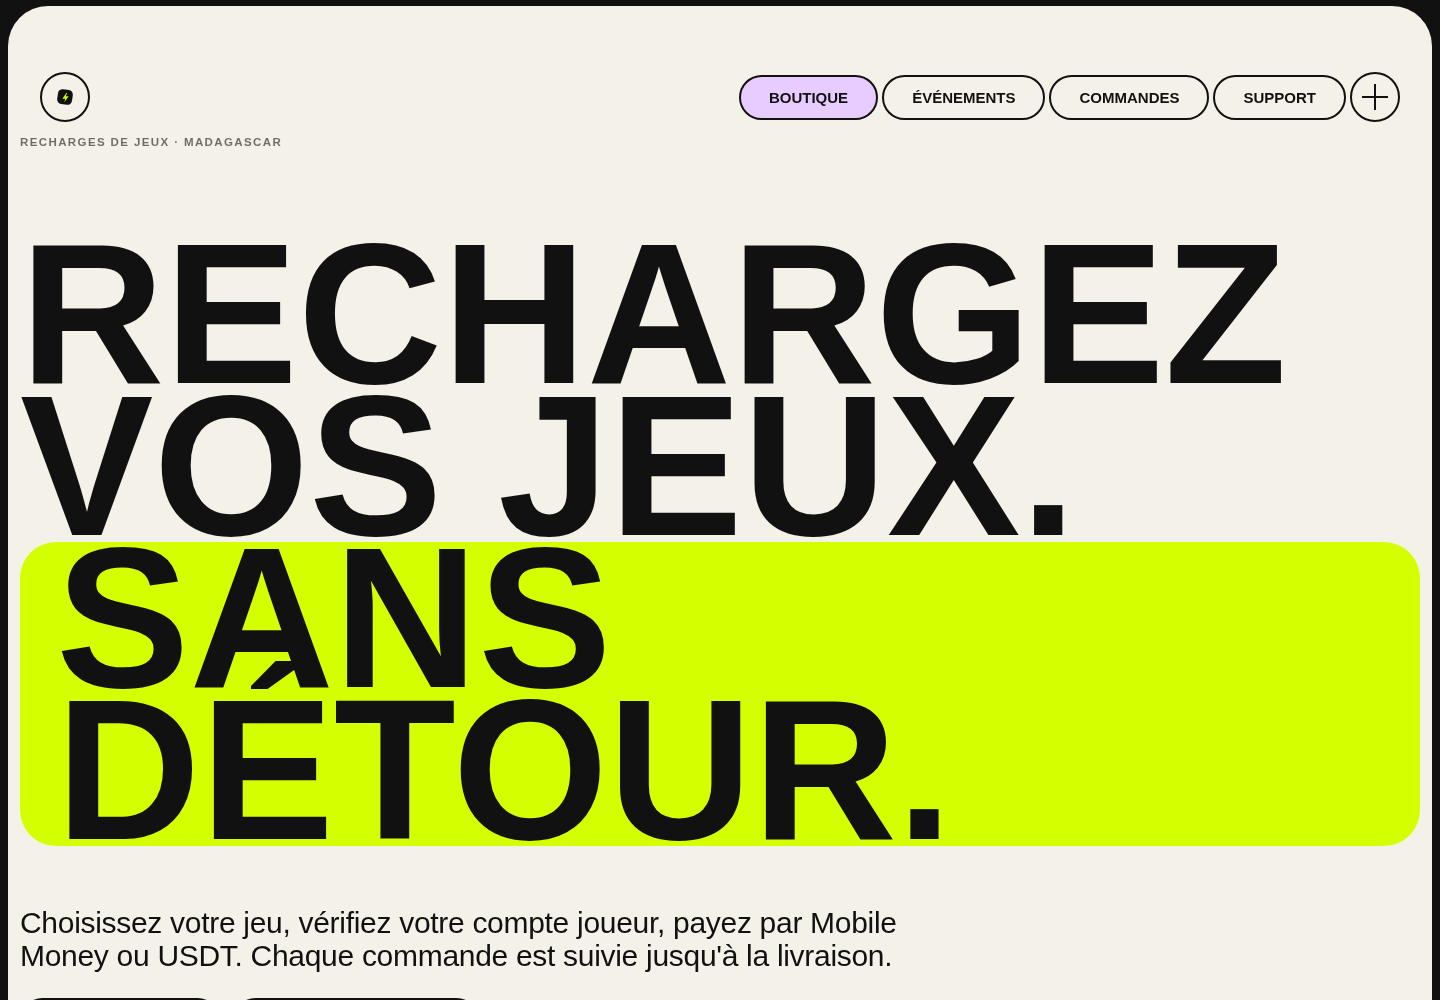 BOUTIQUE
ÉVÉNEMENTS
COMMANDES
SUPPORT
RECHARGES DE JEUX · MADAGASCAR
RECHARGEZ
VOS JEUX.
SANS
DÉTOUR.
Choisissez votre jeu, vérifiez votre compte joueur, payez par Mobile
Money ou USDT. Chaque commande est suivie jusqu'à la livraison.